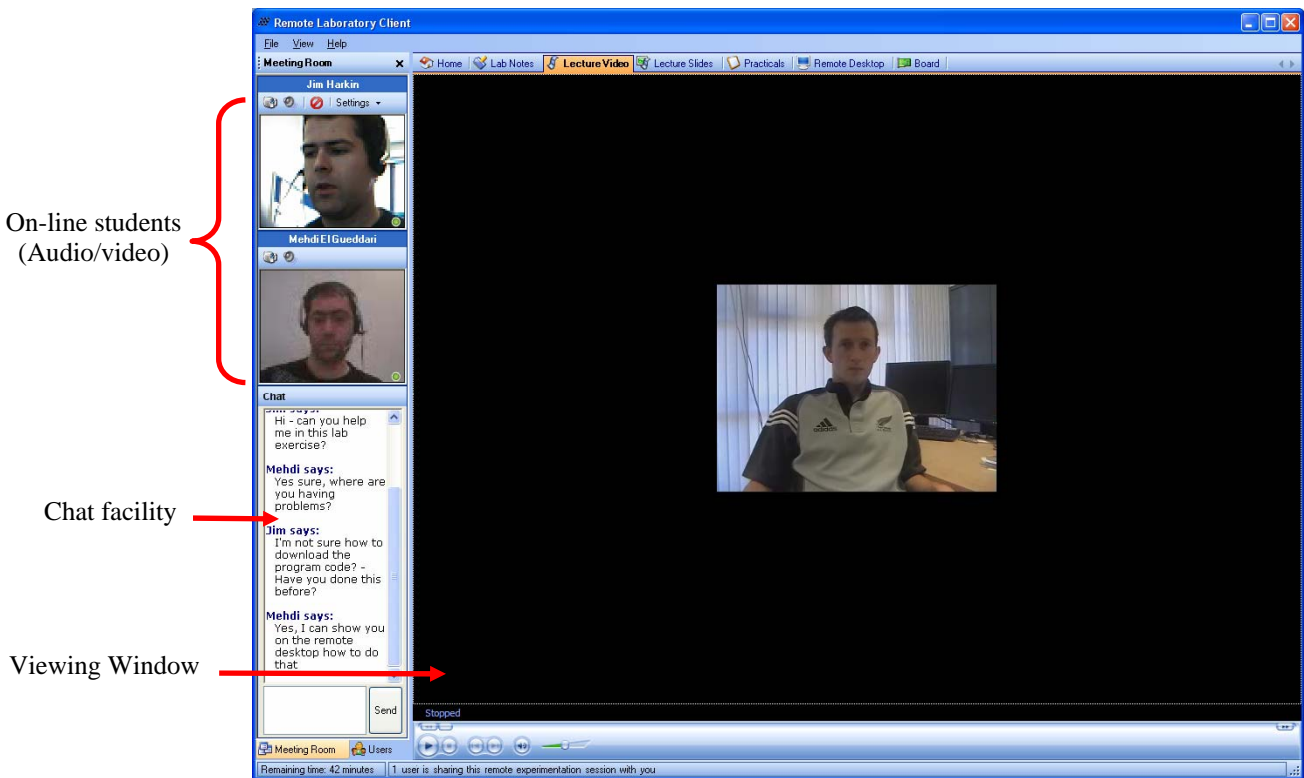 Remote Laboratory Client
File View Help
Meeting Room
Home Lab Notes Lecture Video Lecture Slides Practicals Remote Desktop Board
Jim Harkin
Settings
On-line students
(Audio/video)
Mehdi El Gueddari
Chat
Jim says:
Hi - can you help
me in this lab
exercise?
Mehdi says:
Yes sure, where are
you having
problems?
Chat facility
Jim says:
I'm not sure how to
download the
program code? -
Have you done this
before?
Mehdi says:
Yes, I can show you
on the remote
desktop how to do
that
Viewing Window
Send
Stopped
Meeting Room Users
Remaining time: 42 minutes 1 user is sharing this remote experimentation session with you